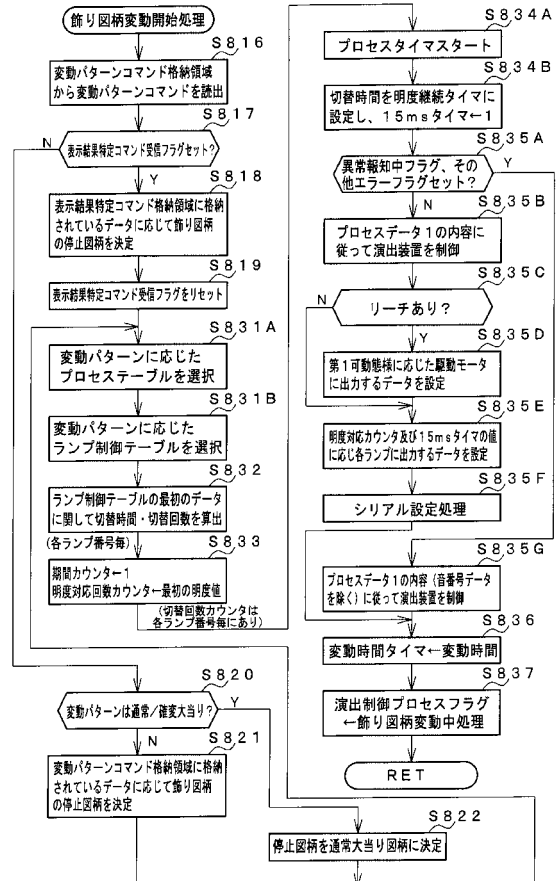 飾り図柄変動開始処理
S816
変動パターンコマンド格納領域
から変動パターンコマンドを読出
S817
表示結果特定コマンド受信フラグセット?
N
Y
S818
表示結果特定コマンド格納領域に格納
されているデータに応じて飾り図柄
の停止図柄を決定
S819
表示結果特定コマンド受信フラグをリセット
S831A
変動パターンに応じた
プロセステーブルを選択
S831B
変動パターンに応じた
ランプ制御テーブルを選択
S832
ランプ制御テーブルの最初のデータ
に関して切替時間・切替回数を算出
(各ランプ番号毎)
S833
期間カウンタ←1
明度対応回数カウンタ←最初の明度値
(切替回数カウンタは
各ランプ番号毎にあり)
S820
変動パターンは通常/確変大当り?
Y
N
S821
変動パターンコマンド格納領域に格納
されているデータに応じて飾り図柄
の停止図柄を決定
S822
停止図柄を通常大当り図柄に決定
S834A
プロセスタイマスタート
S834B
切替時間を明度継続タイマに
設定し、15msタイマ←1
S835A
異常報知中フラグ、その
他エラーフラグセット?
Y
N
S835B
プロセスデータ1の内容に
従って演出装置を制御
S835C
リーチあり?
N
Y
S835D
第1可動態様に応じた駆動モータ
に出力するデータを設定
S835E
明度対応カウンタ及び15msタイマの値
に応じ各ランプに出力するデータを設定
S835F
シリアル設定処理
S835G
プロセスデータ1の内容(音番号データ
を除く)に従って演出装置を制御
S836
変動時間タイマ←変動時間
S837
演出制御プロセスフラグ
←飾り図柄変動中処理
RET